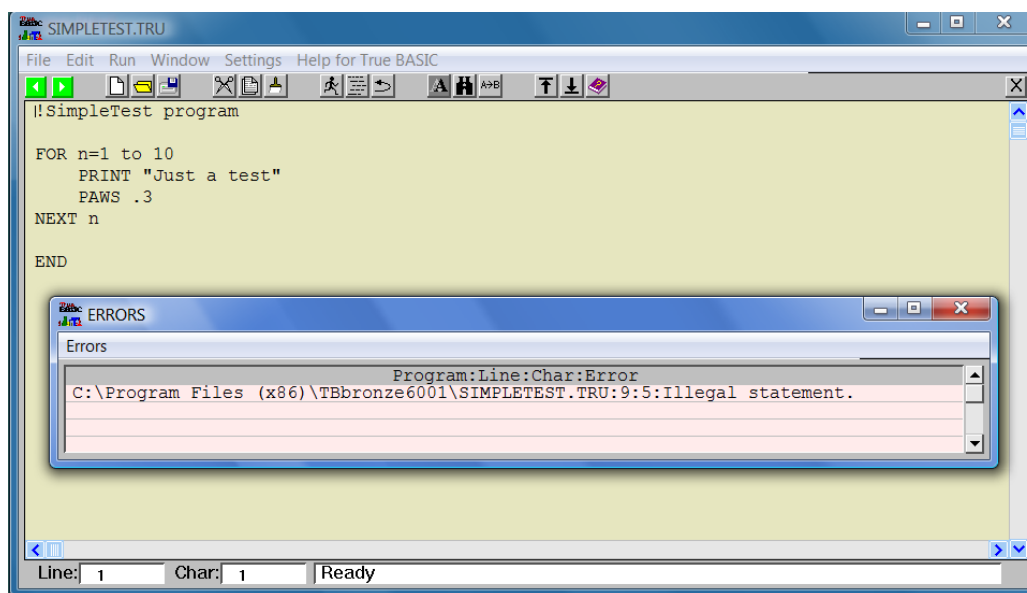 SIMPLETEST.TRU
File Edit Run Window Settings Help for True BASIC
!SimpleTest program
FOR n=1 to 10
PRINT "Just a test"
PAWS .3
NEXT n
END
ERRORS
Errors
Program:Line:Char:Error
C:\Program Files (x86)\TBbronze6001\SIMPLETEST.TRU:9:5:Illegal statement.
Line: 1 Char: 1 Ready